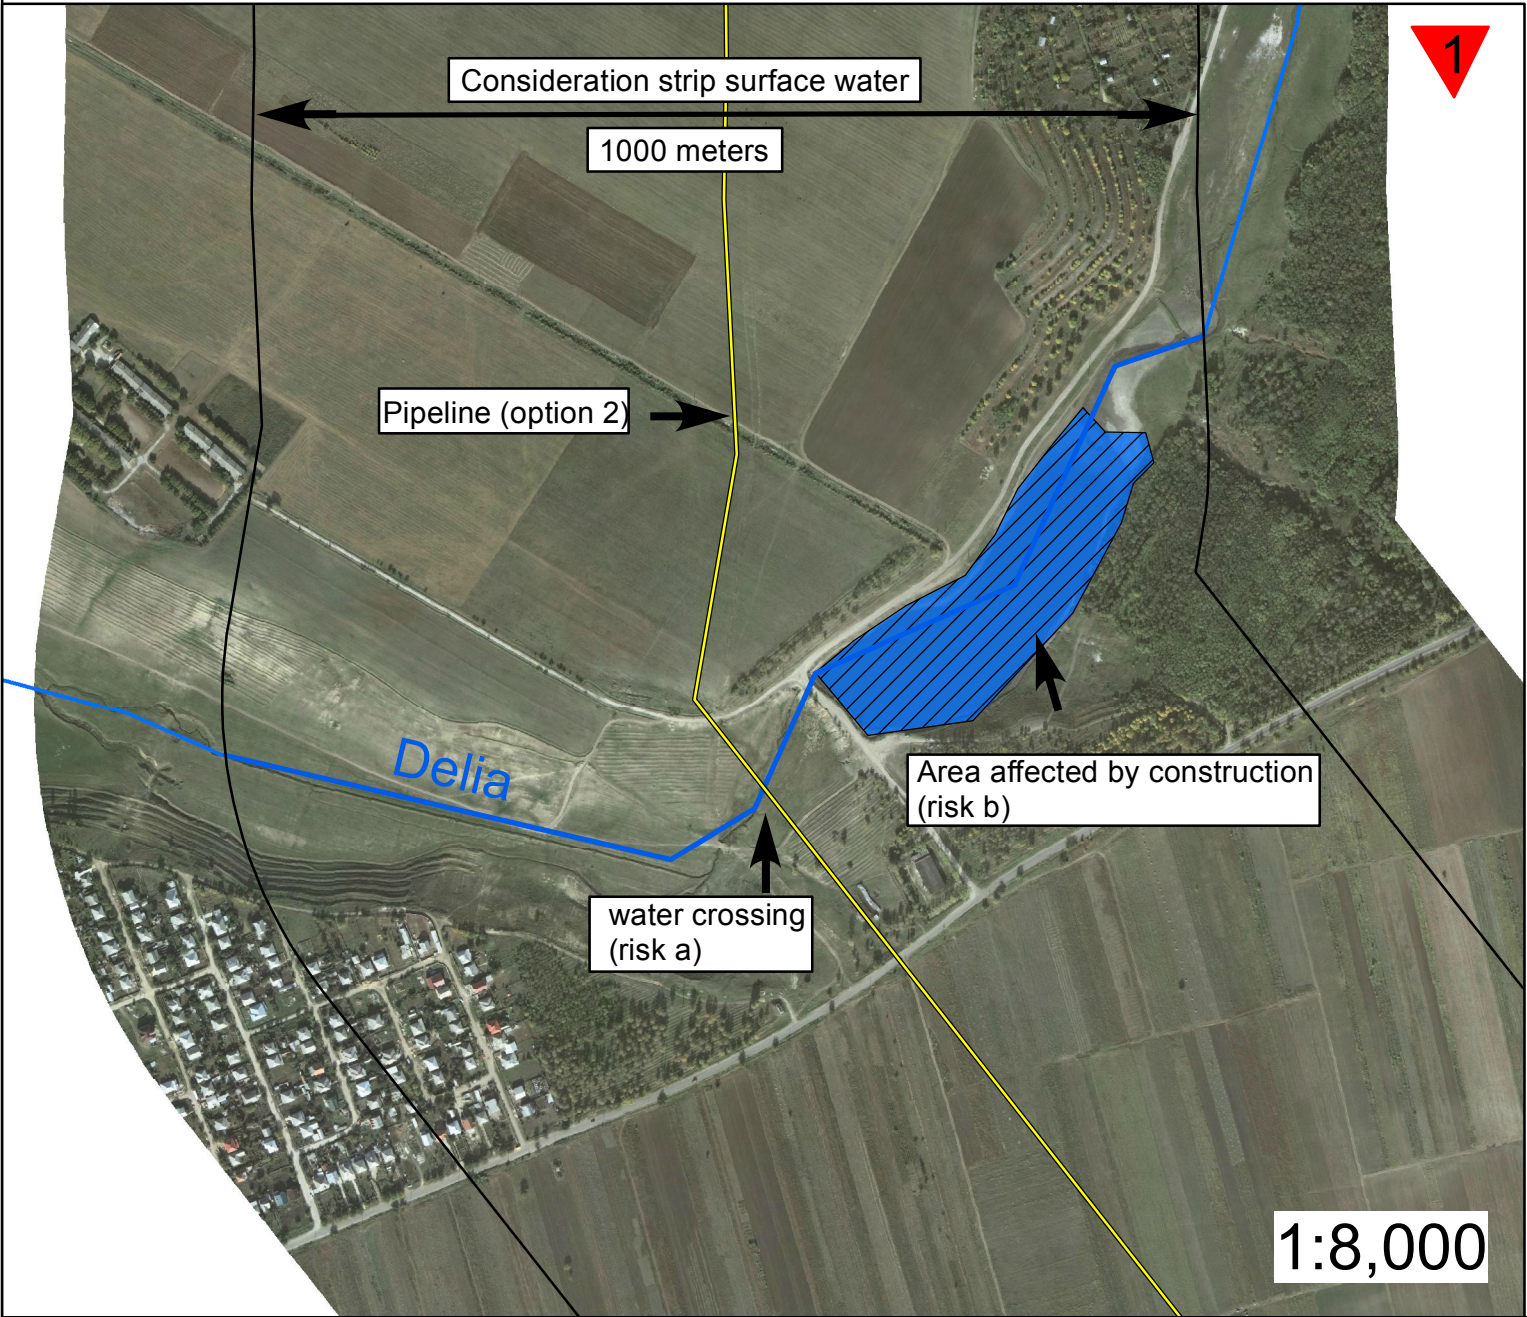 1
Consideration strip surface water
1000 meters
Pipeline (option 2)
Delia
Area affected by construction
(risk b)
water crossing
(risk a)
1:8,000